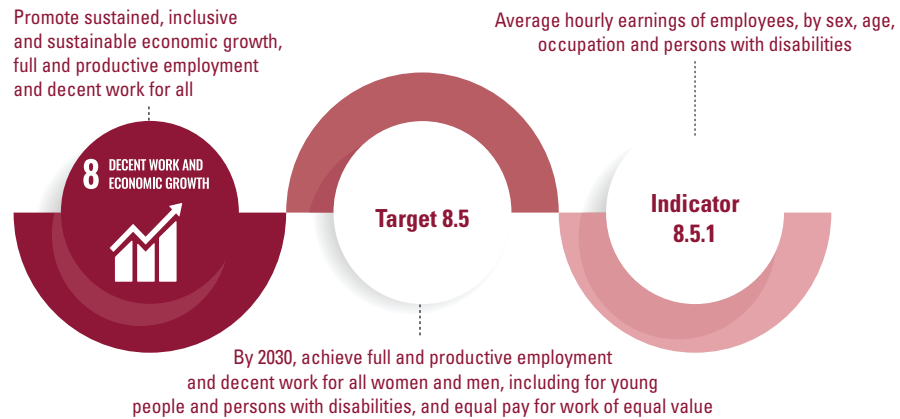 Promote sustained, inclusive
and sustainable economic growth,
full and productive employment
and decent work for all
8 DECENT WORK AND
ECONOMIC GROWTH
Target 8.5
By 2030, achieve full and productive employment
and decent work for all women and men, including for young
people and persons with disabilities, and equal pay for work of equal value
Average hourly earnings of employees, by sex, age,
occupation and persons with disabilities
Indicator
8.5.1